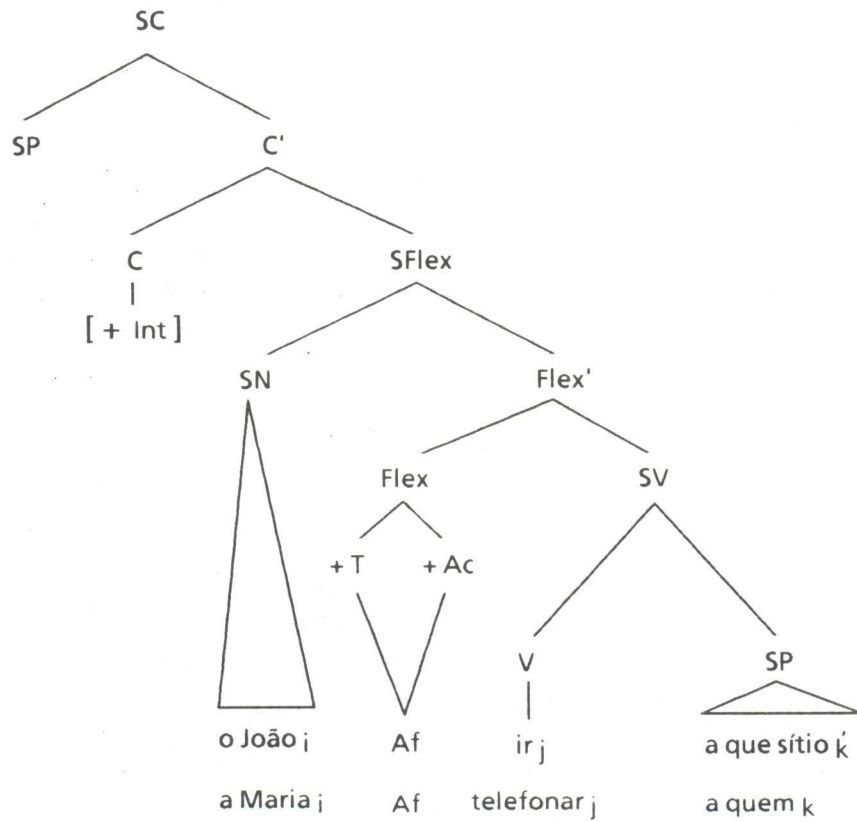 SC
SP C'
C SFlex
[ + Int ]
SN Flex'
Flex SV
+ T + Ac
V SP
o João i Af ir j a que sítio k'
a Maria i Af telefonar j a quem k